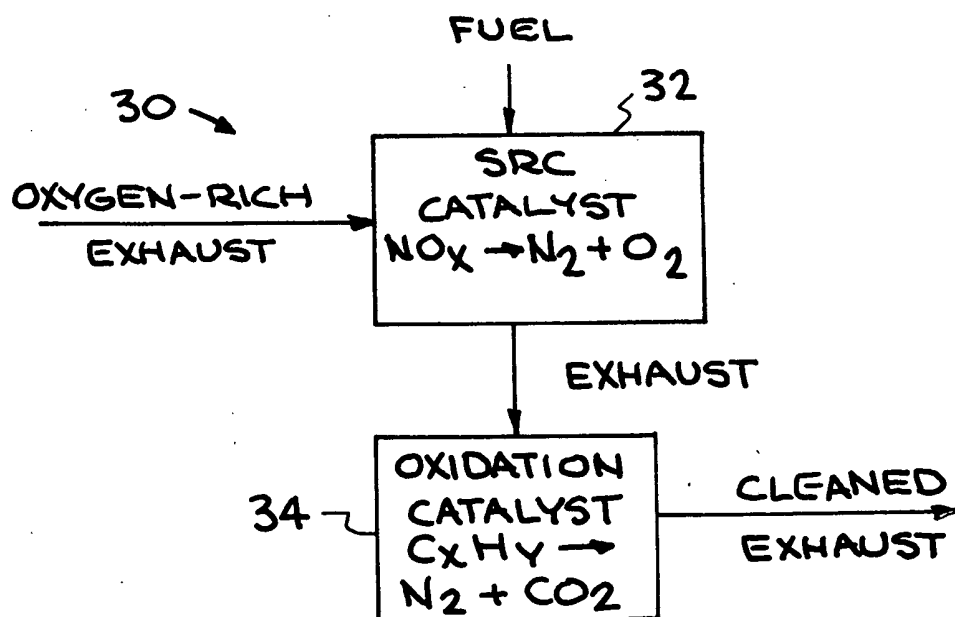 FUEL
30
32
SRC
CATALYST
NOx → N2 + O2
OXYGEN-RICH
EXHAUST
EXHAUST
34
OXIDATION
CATALYST
CxHy →
N2 + CO2
CLEANED
EXHAUST